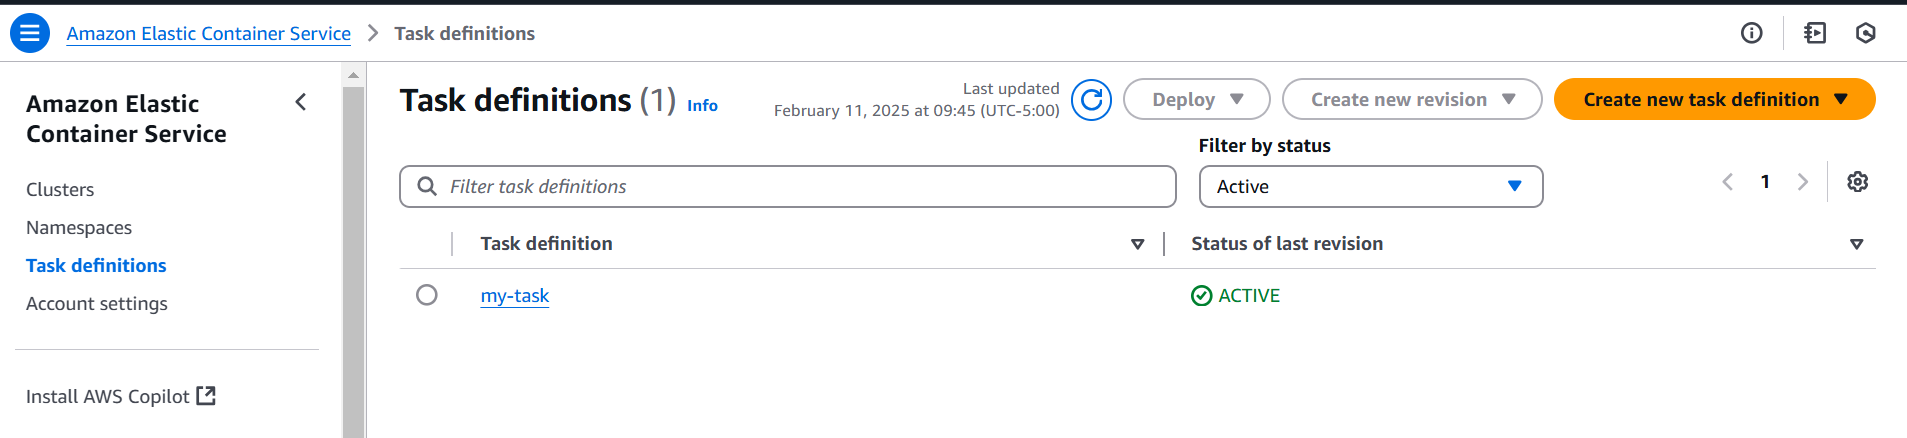 Amazon Elastic Container Service > Task definitions
Amazon Elastic
Container Service
Clusters
Namespaces
Task definitions
Account settings
Install AWS Copilot
Task definitions (1) Info
Last updated
February 11, 2025 at 09:45 (UTC-5:00)
Deploy
Create new revision
Create new task definition
Filter by status
Filter task definitions
Active
1
Task definition
Status of last revision
my-task
ACTIVE